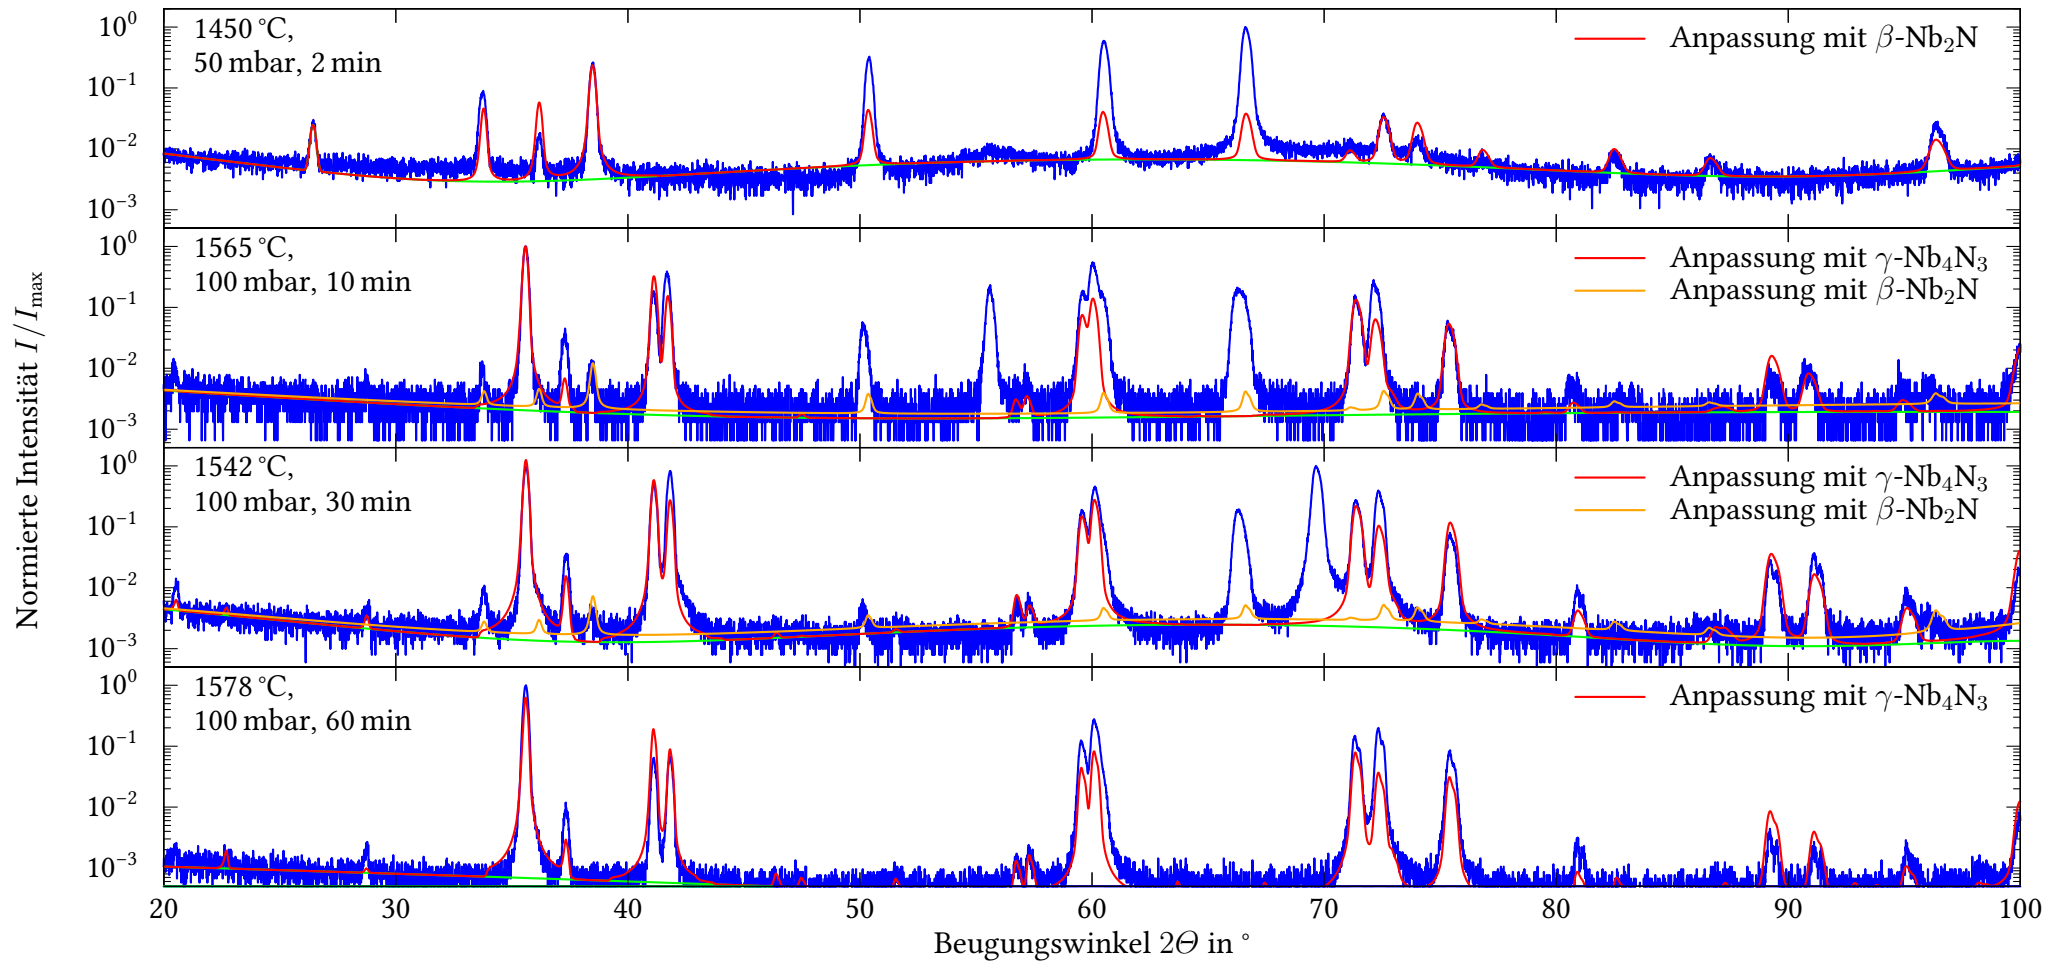 Normierte Intensität I/I_max
10^0
10^-1
10^-2
10^-3
1450 °C,
50 mbar, 2 min
Anpassung mit β-Nb₂N
10^0
10^-1
10^-2
10^-3
1565 °C,
100 mbar, 10 min
Anpassung mit γ-Nb₄N₃
Anpassung mit β-Nb₂N
10^0
10^-1
10^-2
10^-3
1542 °C,
100 mbar, 30 min
Anpassung mit γ-Nb₄N₃
Anpassung mit β-Nb₂N
10^0
10^-1
10^-2
10^-3
1578 °C,
100 mbar, 60 min
Anpassung mit γ-Nb₄N₃
20 30 40 50 60 70 80 90 100
Beugungswinkel 2Θ in °